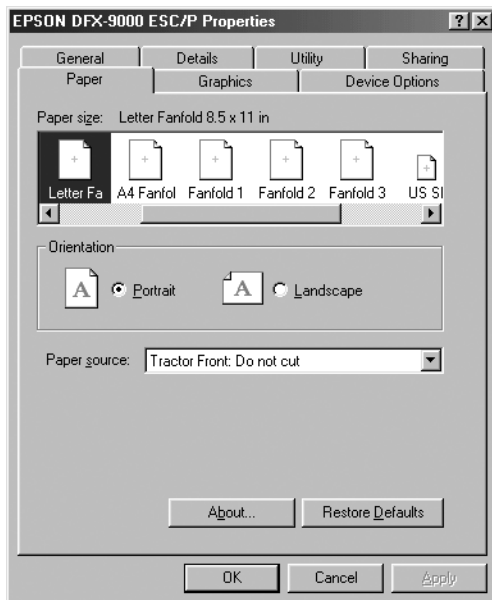 EPSON DFX-9000 ESC/P Properties
General Details Utility Sharing
Paper Graphics Device Options
Paper size: Letter Fanfold 8.5 x 11 in
Letter Fa A4 Fanfol Fanfold 1 Fanfold 2 Fanfold 3 US SI
Orientation
A Portrait A Landscape
Paper source: Tractor Front: Do not cut
About... Restore Defaults
OK Cancel Apply